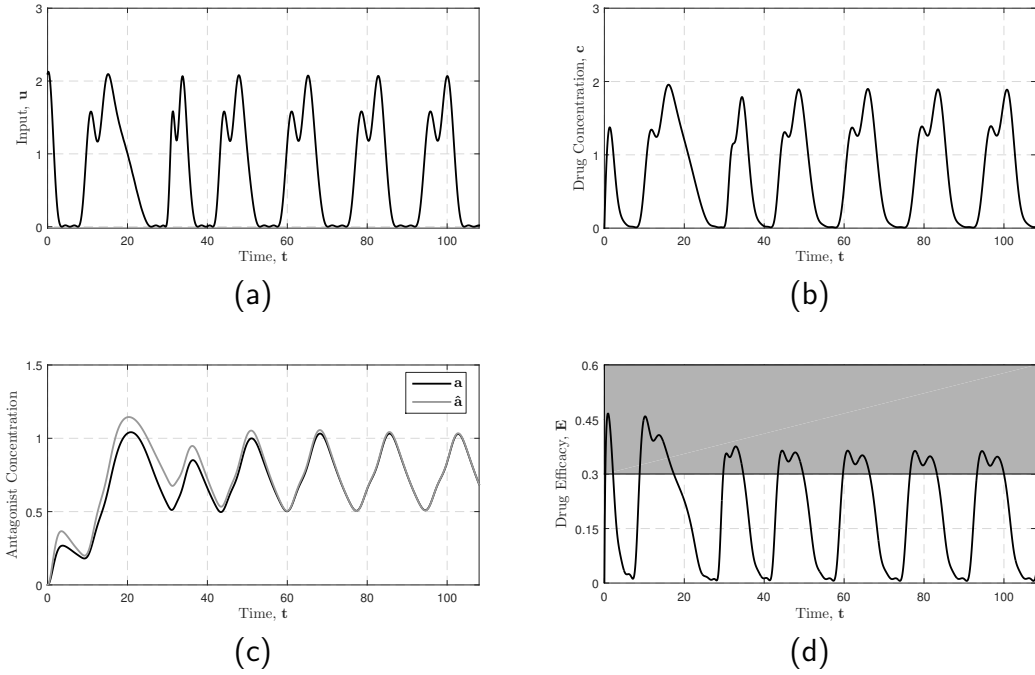 3
2
1
0
Input, u
0 20 40 60 80 100
Time, t
(a)
3
2
1
0
Drug Concentration, c
0 20 40 60 80 100
Time, t
(b)
1.5
1
0.5
0
Antagonist Concentration
a
â
0 20 40 60 80 100
Time, t
(c)
0.6
0.45
0.3
0.15
0
Drug Efficacy, E
0 20 40 60 80 100
Time, t
(d)